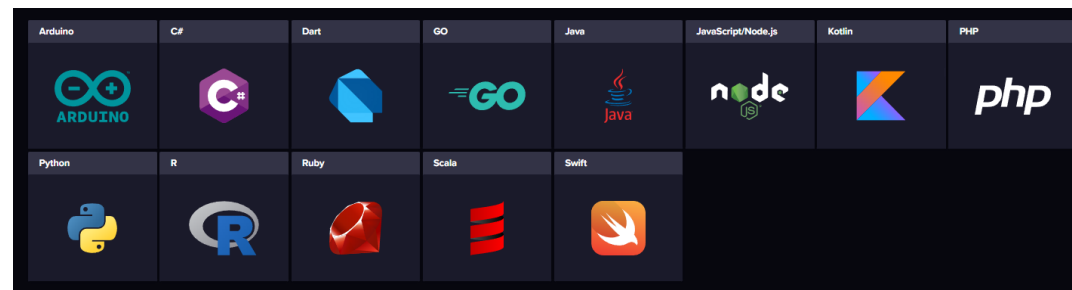 Arduino
C#
Dart
GO
Java
JavaScript/Node.js
Kotlin
PHP
ARDUINO
C#
GO
Java
node
JS
php
Python
R
Ruby
Scala
Swift
R